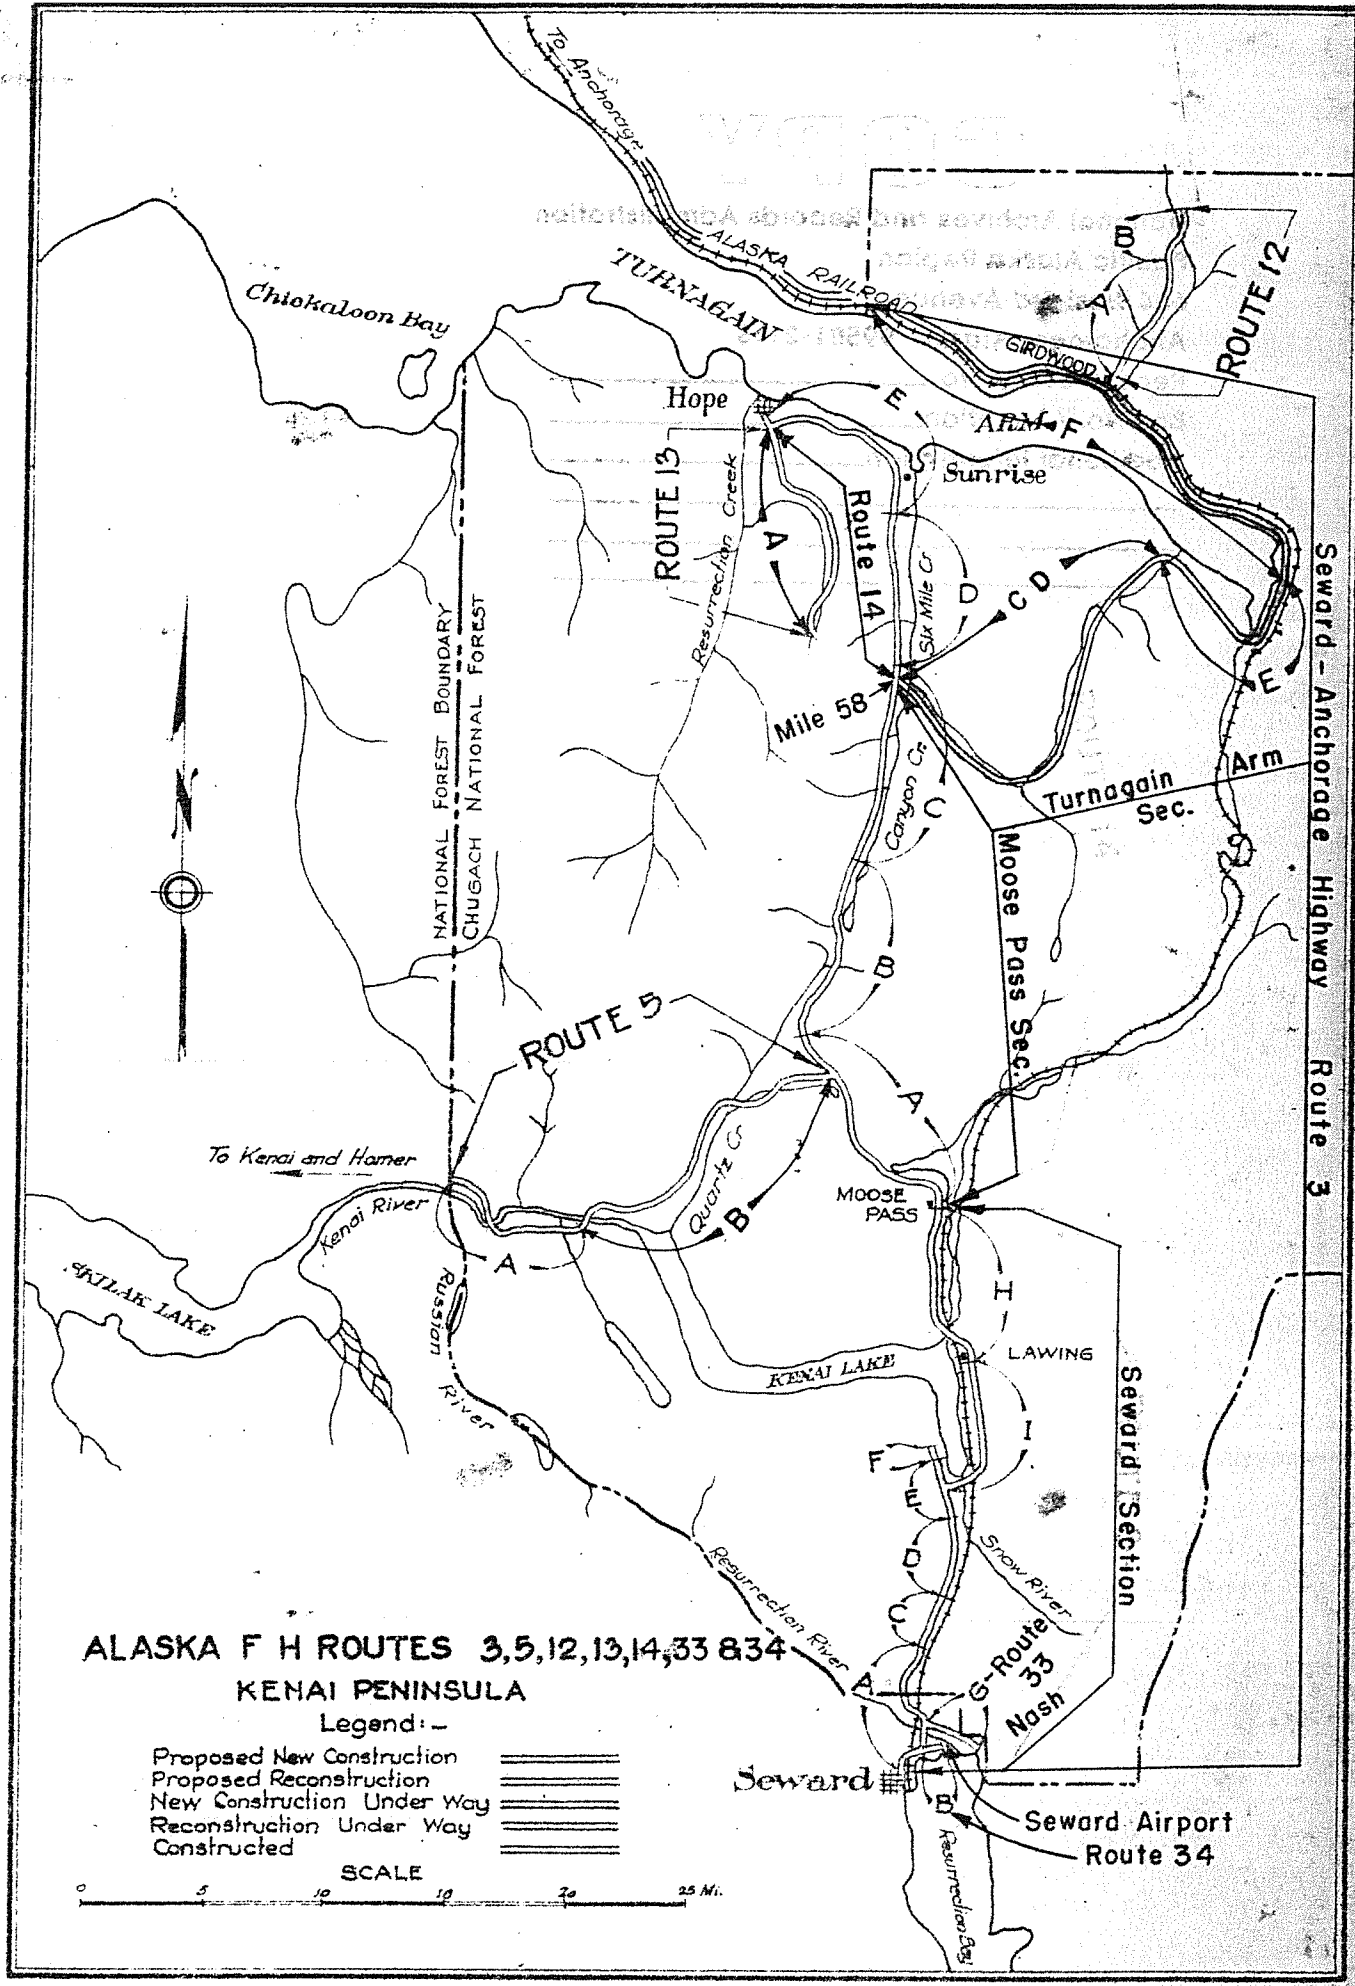 To Anchorage
ALASKA RAILROAD
TURNAGAIN
ARM
Chickaloon Bay
GIRDWOOD
B
A
ROUTE 12
Hope
E
F
Sunrise
ROUTE 13
Resurrection Creek
A
Route 14
Six Mile Cr
D
C D
E
Mile 58
Canyon Cr
C
Turnagain Arm
Sec.
Seward - Anchorage Highway Route 3
NATIONAL FOREST BOUNDARY
CHUGACH NATIONAL FOREST
N
Moose Pass Sec.
B
ROUTE 5
A
Quartz Cr
B
To Kenai and Homer
Kenai River
MOOSE
PASS
A
H
SKILAK LAKE
Russian
River
LAWING
KENAI LAKE
I
F
E
D
C
Seward Section
Snow River
Resurrection River
A
G-Route
33
Nash
Seward
B
Seward Airport
Route 34
Resurrection Bay
ALASKA F H ROUTES 3,5,12,13,14,33 &34
KENAI PENINSULA
Legend:-
Proposed New Construction
Proposed Reconstruction
New Construction Under Way
Reconstruction Under Way
Constructed
SCALE
0 5 10 10 20 25 Mi.